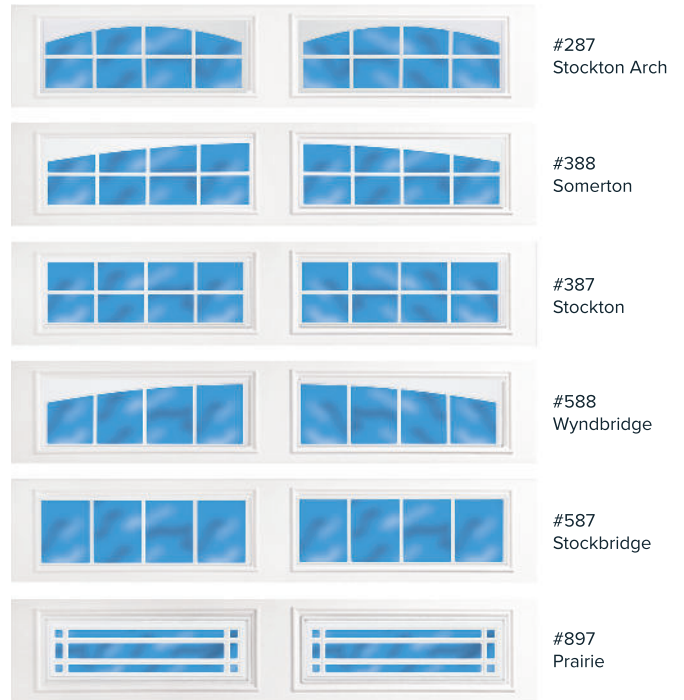 #287
Stockton Arch
#388
Somerton
#387
Stockton
#588
Wyndbridge
#587
Stockbridge
#897
Prairie